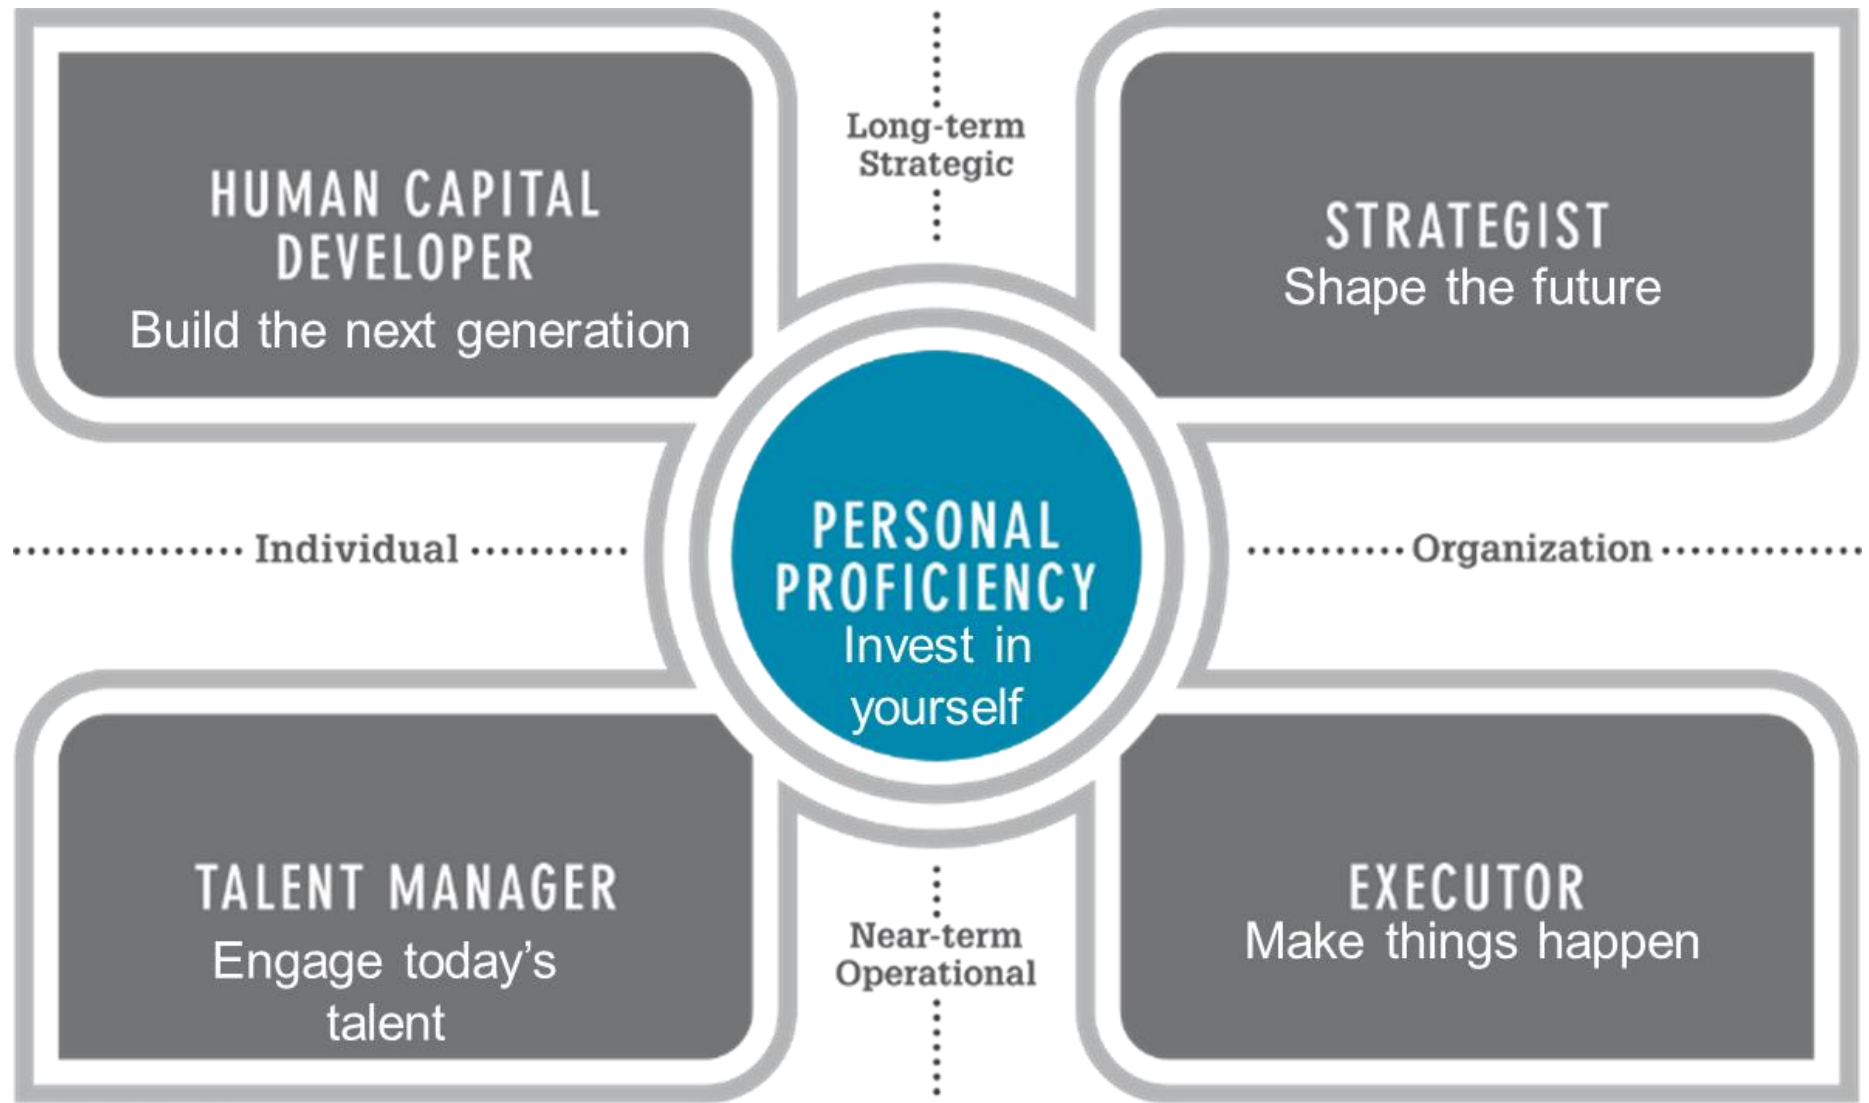 Long-term
Strategic
HUMAN CAPITAL
DEVELOPER
Build the next generation
STRATEGIST
Shape the future
Individual
PERSONAL
PROFICIENCY
Invest in
yourself
Organization
TALENT MANAGER
Engage today’s
talent
Near-term
Operational
EXECUTOR
Make things happen